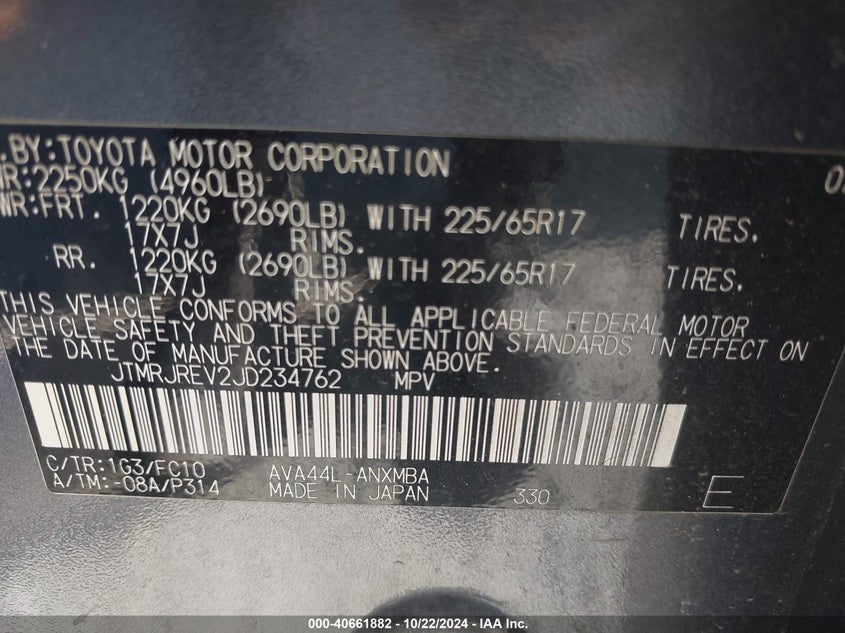 .BY:TOYOTA MOTOR CORPORATION
WR:2250KG (4960LB) 0
WR:FRT. 1220KG (2690LB) WITH 225/65R17 TIRES.
17X7J RIMS.
RR. 1220KG (2690LB) WITH 225/65R17 TIRES.
17X7J RIMS.
THIS VEHICLE CONFORMS TO ALL APPLICABLE FEDERAL MOTOR
VEHICLE SAFETY AND THEFT PREVENTION STANDARDS IN EFFECT ON
THE DATE OF MANUFACTURE SHOWN ABOVE.
JTMRJREV2JD234762 MPV
C/TR:1G3/FC10 AVA44L-ANXMBA
A/TM:-08A/P314 MADE IN JAPAN 330 E
000-40661882 - 10/22/2024 - IAA Inc.